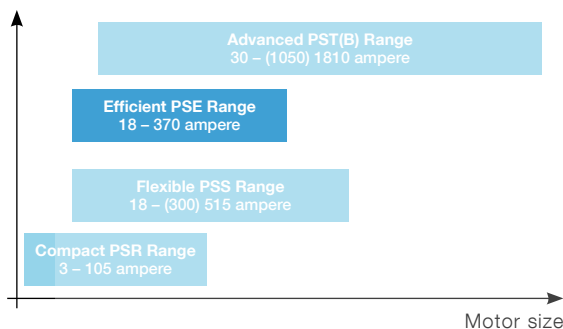 Advanced PST(B) Range
30 – (1050) 1810 ampere
Efficient PSE Range
18 – 370 ampere
Flexible PSS Range
18 – (300) 515 ampere
Compact PSR Range
3 – 105 ampere
Motor size